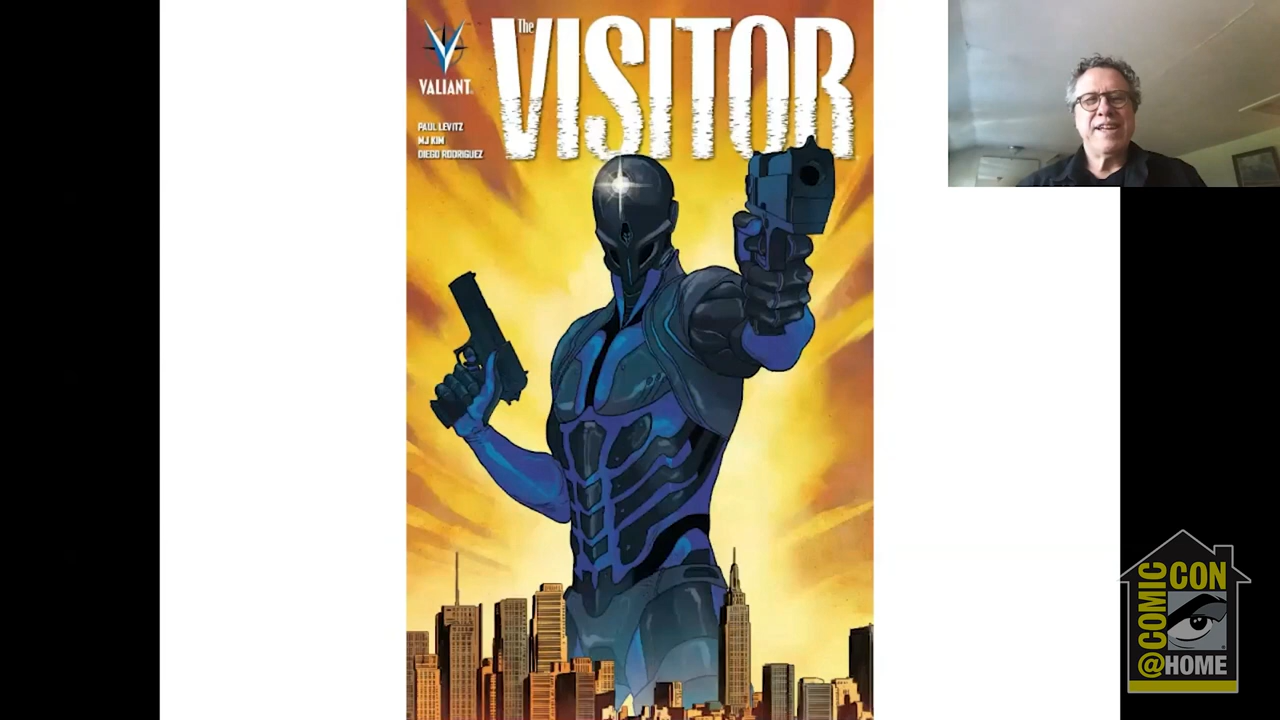 The
VISITOR
VALIANT
PAUL LEVITZ
MJ KIM
DIEGO RODRIGUEZ
COMIC
CON
@HOME